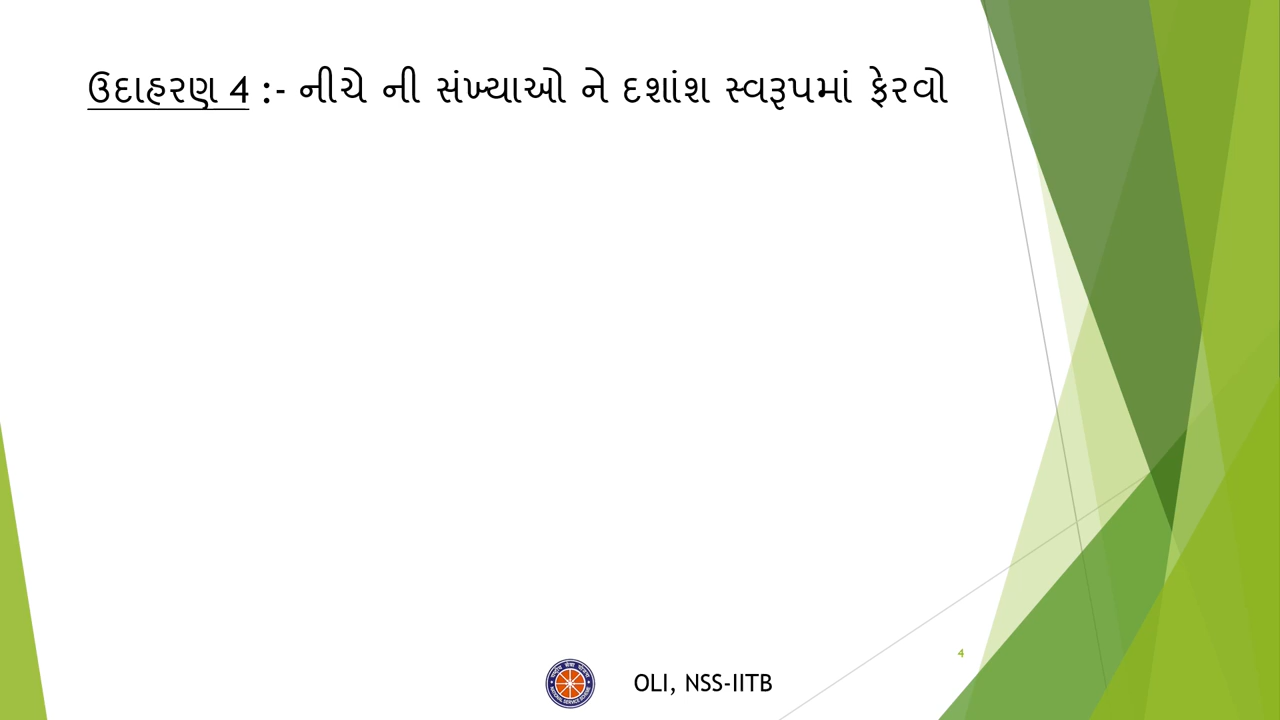 ઉદાહરણ 4 :- નીચે ની સંખ્યાઓ ને દશાંશ સ્વરૂપમાં ફેરવો
4
OLI, NSS-IITB